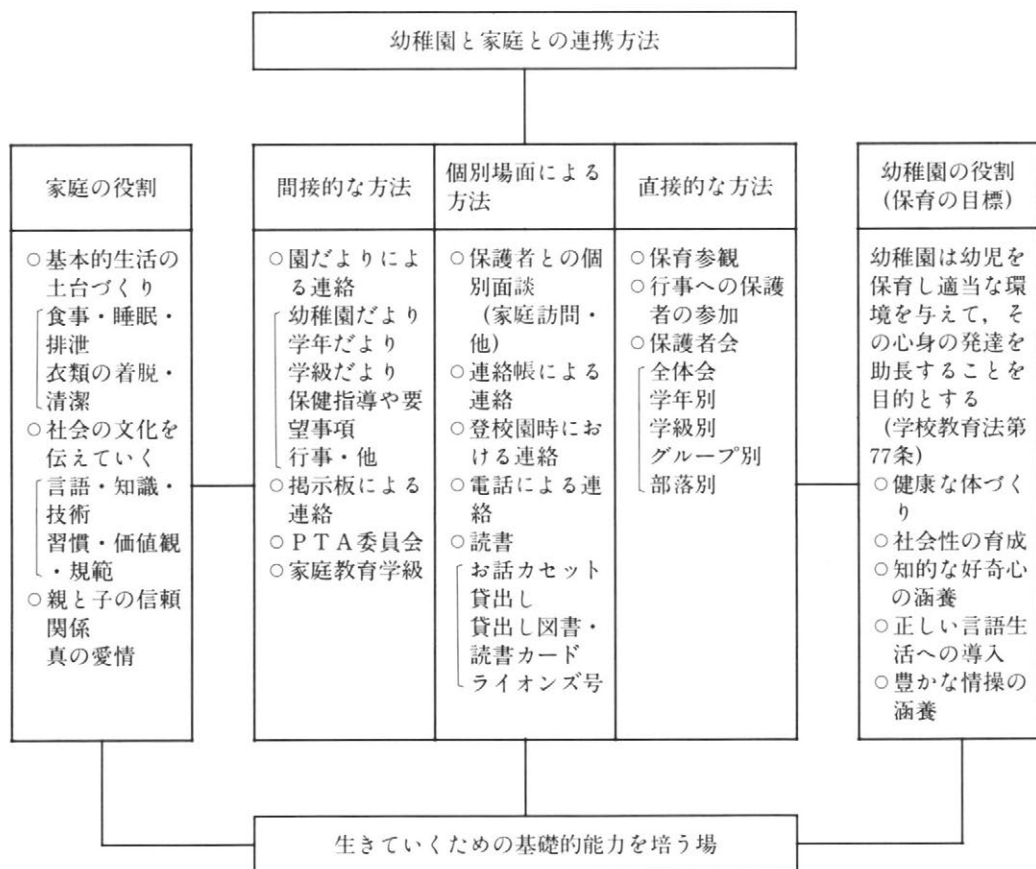 幼稚園と家庭との連携方法
家庭の役割
○基本的生活の
土台づくり
食事・睡眠・
排泄
衣類の着脱・
清潔
○社会の文化を
伝えていく
言語・知識・
技術
習慣・価値観
・規範
○親と子の信頼
関係
真の愛情
間接的な方法
○園だよりによ
る連絡
幼稚園だより
学年だより
学級だより
保健指導や要
望事項
行事・他
○掲示板による
連絡
○PTA委員会
○家庭教育学級
個別場面による
方法
○保護者との個
別面談
(家庭訪問・
他)
○連絡帳による
連絡
○登校園時にお
ける連絡
○電話による連
絡
○読書
お話カセット
貸出し
貸出し図書・
読書カード
ライオンズ号
直接的な方法
○保育参観
○行事への保護
者の参加
○保護者会
全体会
学年別
学級別
グループ別
部落別
幼稚園の役割
(保育の目標)
幼稚園は幼児を
保育し適当な環
境を与えて,そ
の心身の発達を
助長することを
目的とする
(学校教育法第
77条)
○健康な体づく
り
○社会性の育成
○知的な好奇心
の涵養
○正しい言語生
活への導入
○豊かな情操の
涵養
生きていくための基礎的能力を培う場